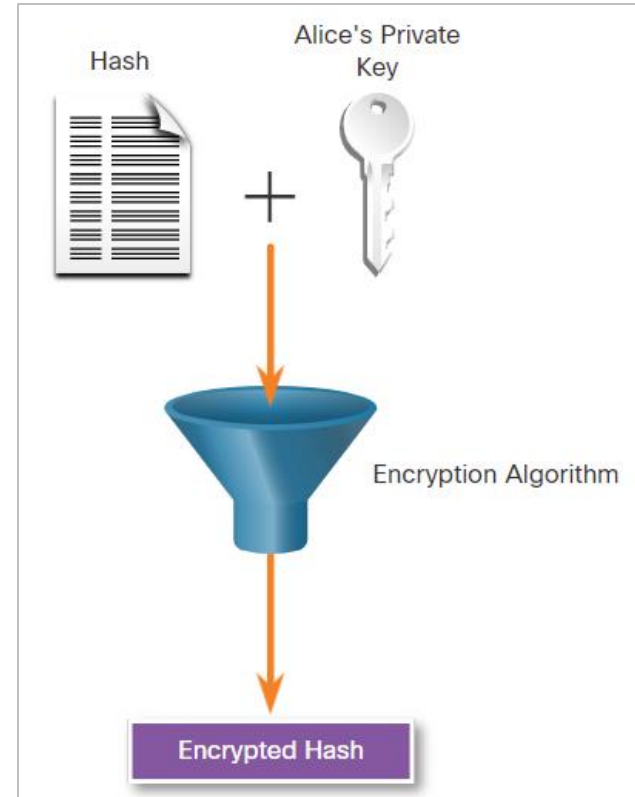 Hash
Alice's Private
Key
Encryption Algorithm
Encrypted Hash